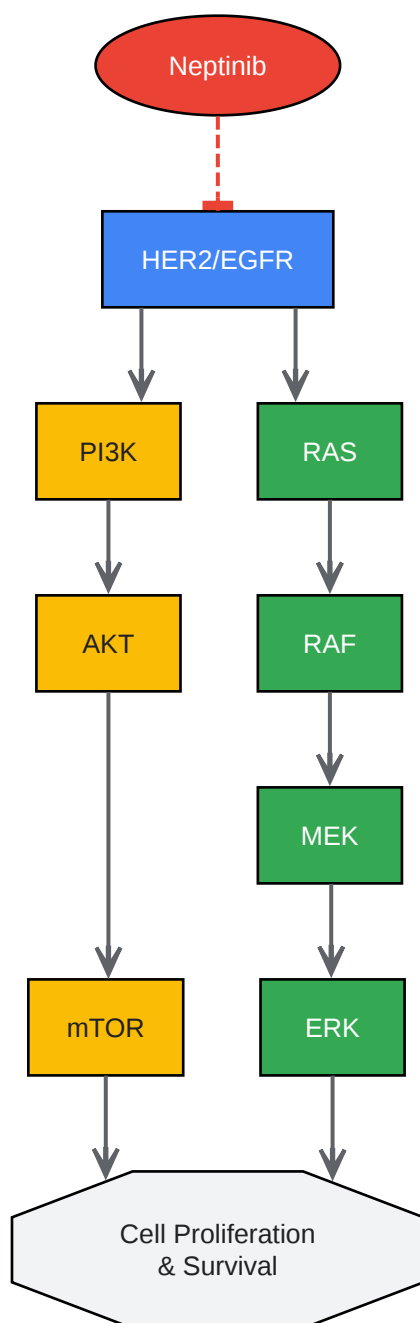 Neptinib
HER2/EGFR
PI3K
RAS
AKT
RAF
MEK
mTOR
ERK
Cell Proliferation
& Survival